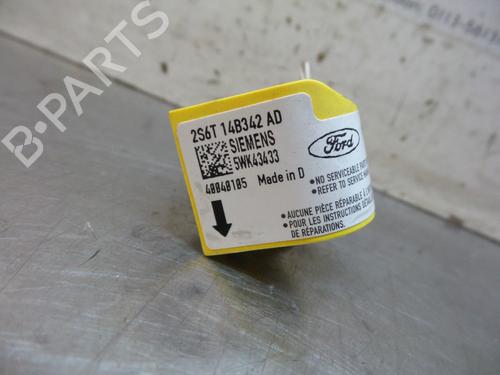 2S6T 14B342 AD
SIEMENS
5WK43433
40040105 Made in D
Ford
• NO SERVICEABLE
• REFER TO SERVICE
• AUCUNE PIÈCE RÉPARABLE À
• POUR LES INSTRUCTIONS
DE RÉPARATIONS.
B-PARTS